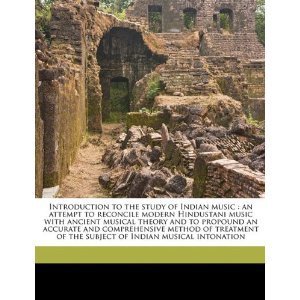 Introduction to the study of Indian music : an
attempt to reconcile modern Hindustani music
with ancient musical theory and to propound an
accurate and comprehensive method of treatment
of the subject of Indian musical intonation